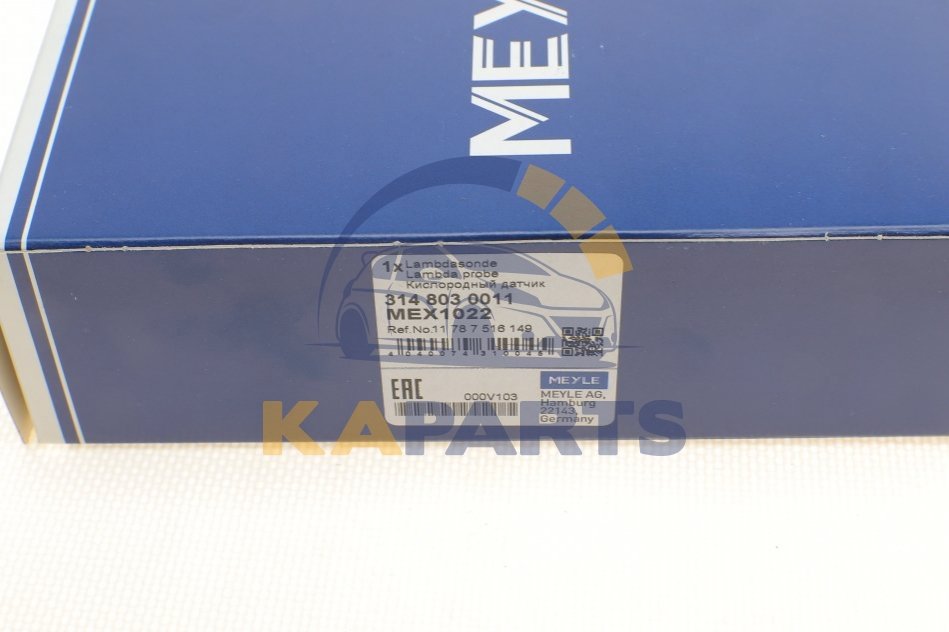 MEY
1x Lambdasonde
Lambda probe
Кислородный датчик
314 803 0011
MEX1022
Ref.No.11 78 7 516 149
EAC
000V103
MEYLE
MEYLE AG,
Hamburg
22143,
Germany
KAPARTS